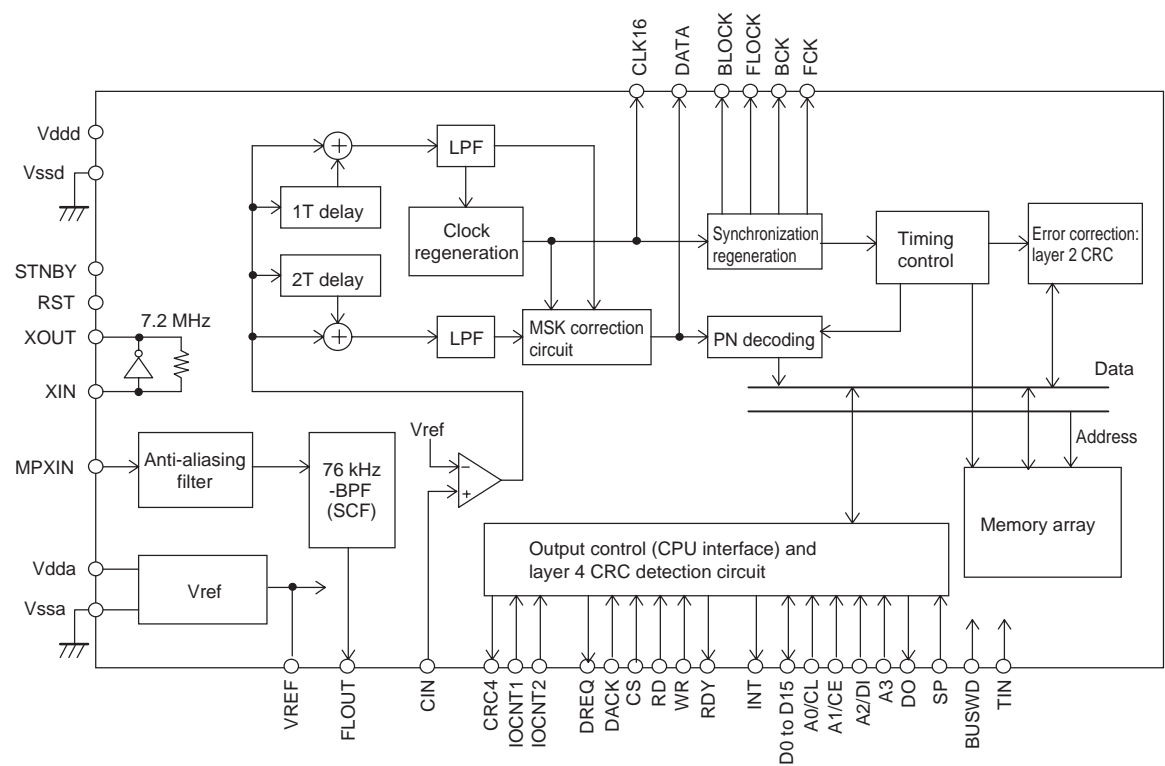 CLK16
DATA
BLOCK
FLOCK
BCK
FCK
Vddd
Vssd
STNBY
RST
XOUT
7.2 MHz
XIN
MPXIN
Vdda
Vssa
LPF
1T delay
Clock
regeneration
Synchronization
regeneration
Timing
control
Error correction:
layer 2 CRC
2T delay
LPF
MSK correction
circuit
PN decoding
Data
Address
Vref
−
+
Anti-aliasing
filter
76 kHz
-BPF
(SCF)
Memory array
Output control (CPU interface) and
layer 4 CRC detection circuit
Vref
VREF
FLOUT
CIN
CRC4
IOCNT1
IOCNT2
DREQ
DACK
CS
RD
WR
RDY
INT
D0 to D15
A0/CL
A1/CE
A2/DI
A3
DO
SP
BUSWD
TIN